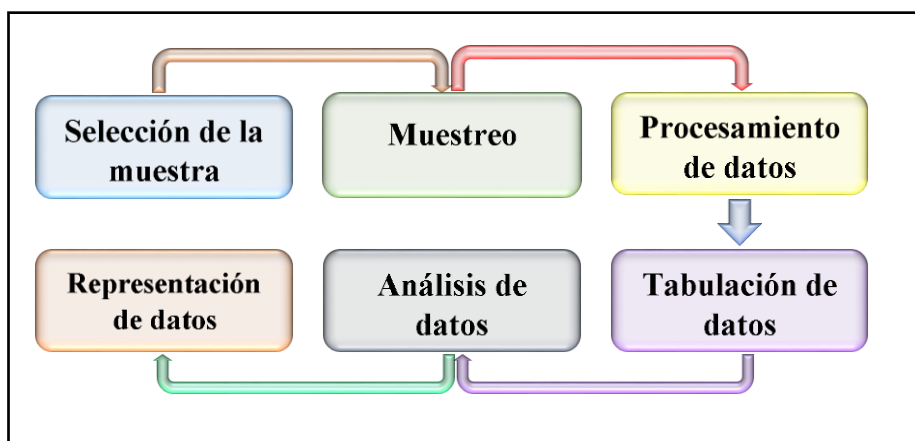 Selección de la
muestra
Muestreo
Procesamiento
de datos
Tabulación de
datos
Análisis de
datos
Representación
de datos